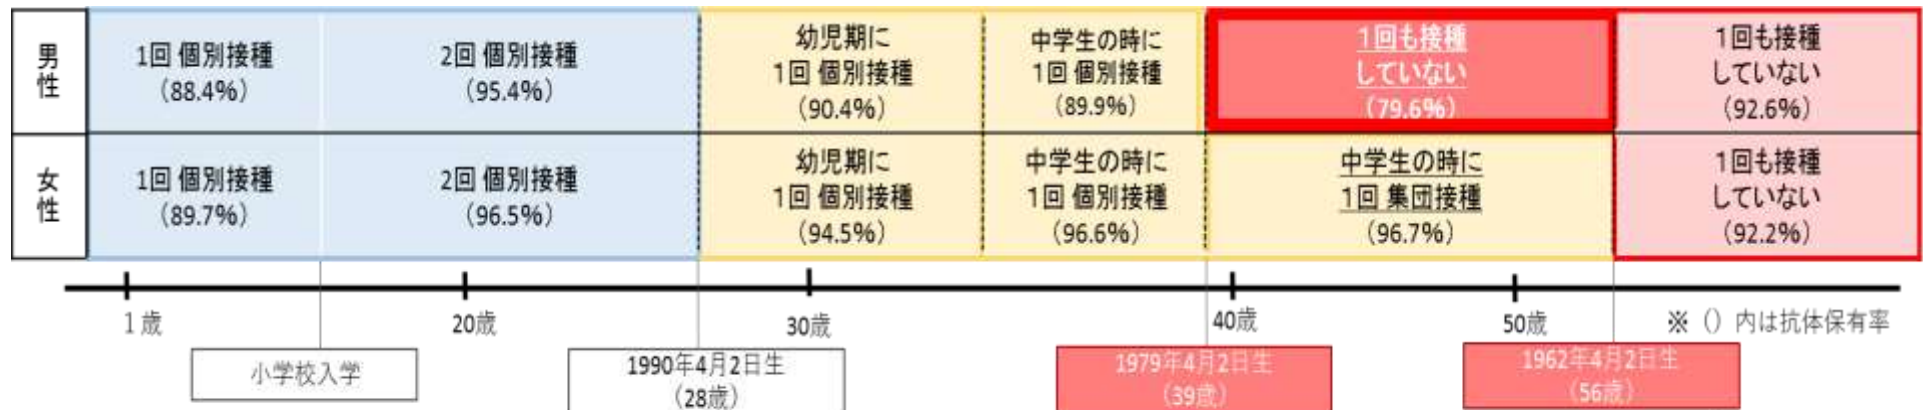 男性
1回 個別接種
（88.4%）
2回 個別接種
（95.4%）
幼児期に
1回 個別接種
（90.4%）
中学生の時に
1回 個別接種
（89.9%）
1回も接種
していない
（79.6%）
1回も接種
していない
（92.6%）
女性
1回 個別接種
（89.7%）
2回 個別接種
（96.5%）
幼児期に
1回 個別接種
（94.5%）
中学生の時に
1回 個別接種
（96.6%）
中学生の時に
1回 集団接種
（96.7%）
1回も接種
していない
（92.2%）
1歳
20歳
30歳
40歳
50歳
※（）内は抗体保有率
小学校入学
1990年4月2日生
（28歳）
1979年4月2日生
（39歳）
1962年4月2日生
（56歳）